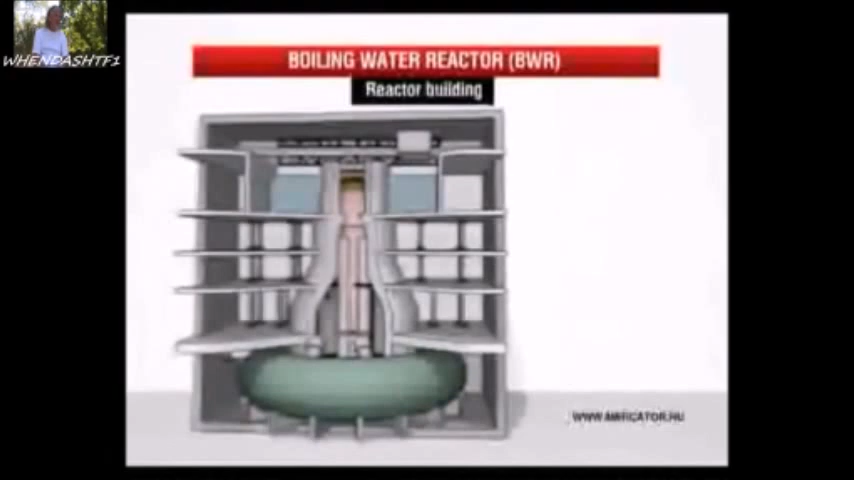 WHENDASHTF1
BOILING WATER REACTOR (BWR)
Reactor building